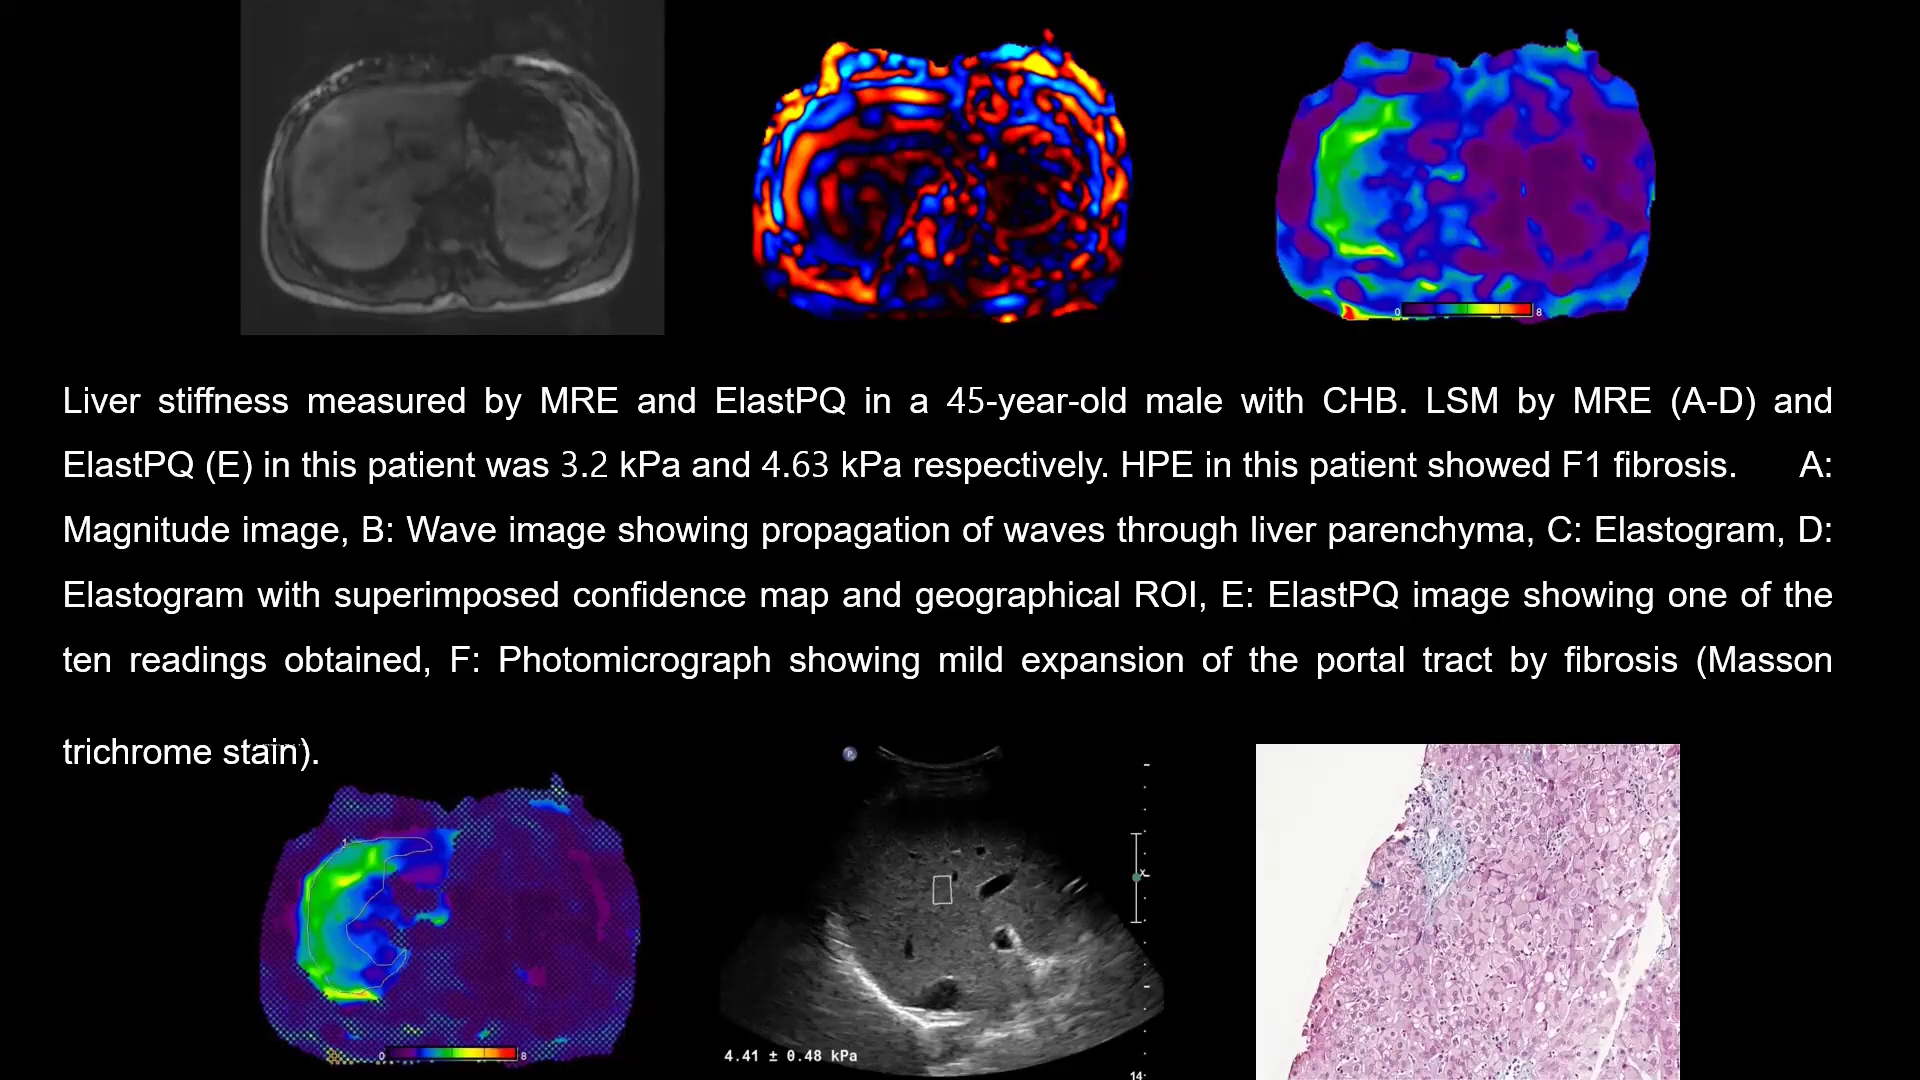 0 8
Liver stiffness measured by MRE and ElastPQ in a 45-year-old male with CHB. LSM by MRE (A-D) and
ElastPQ (E) in this patient was 3.2 kPa and 4.63 kPa respectively. HPE in this patient showed F1 fibrosis. A:
Magnitude image, B: Wave image showing propagation of waves through liver parenchyma, C: Elastogram, D:
Elastogram with superimposed confidence map and geographical ROI, E: ElastPQ image showing one of the
ten readings obtained, F: Photomicrograph showing mild expansion of the portal tract by fibrosis (Masson
trichrome stain).
P
1
X
4.41 ± 0.48 kPa
0 8
14